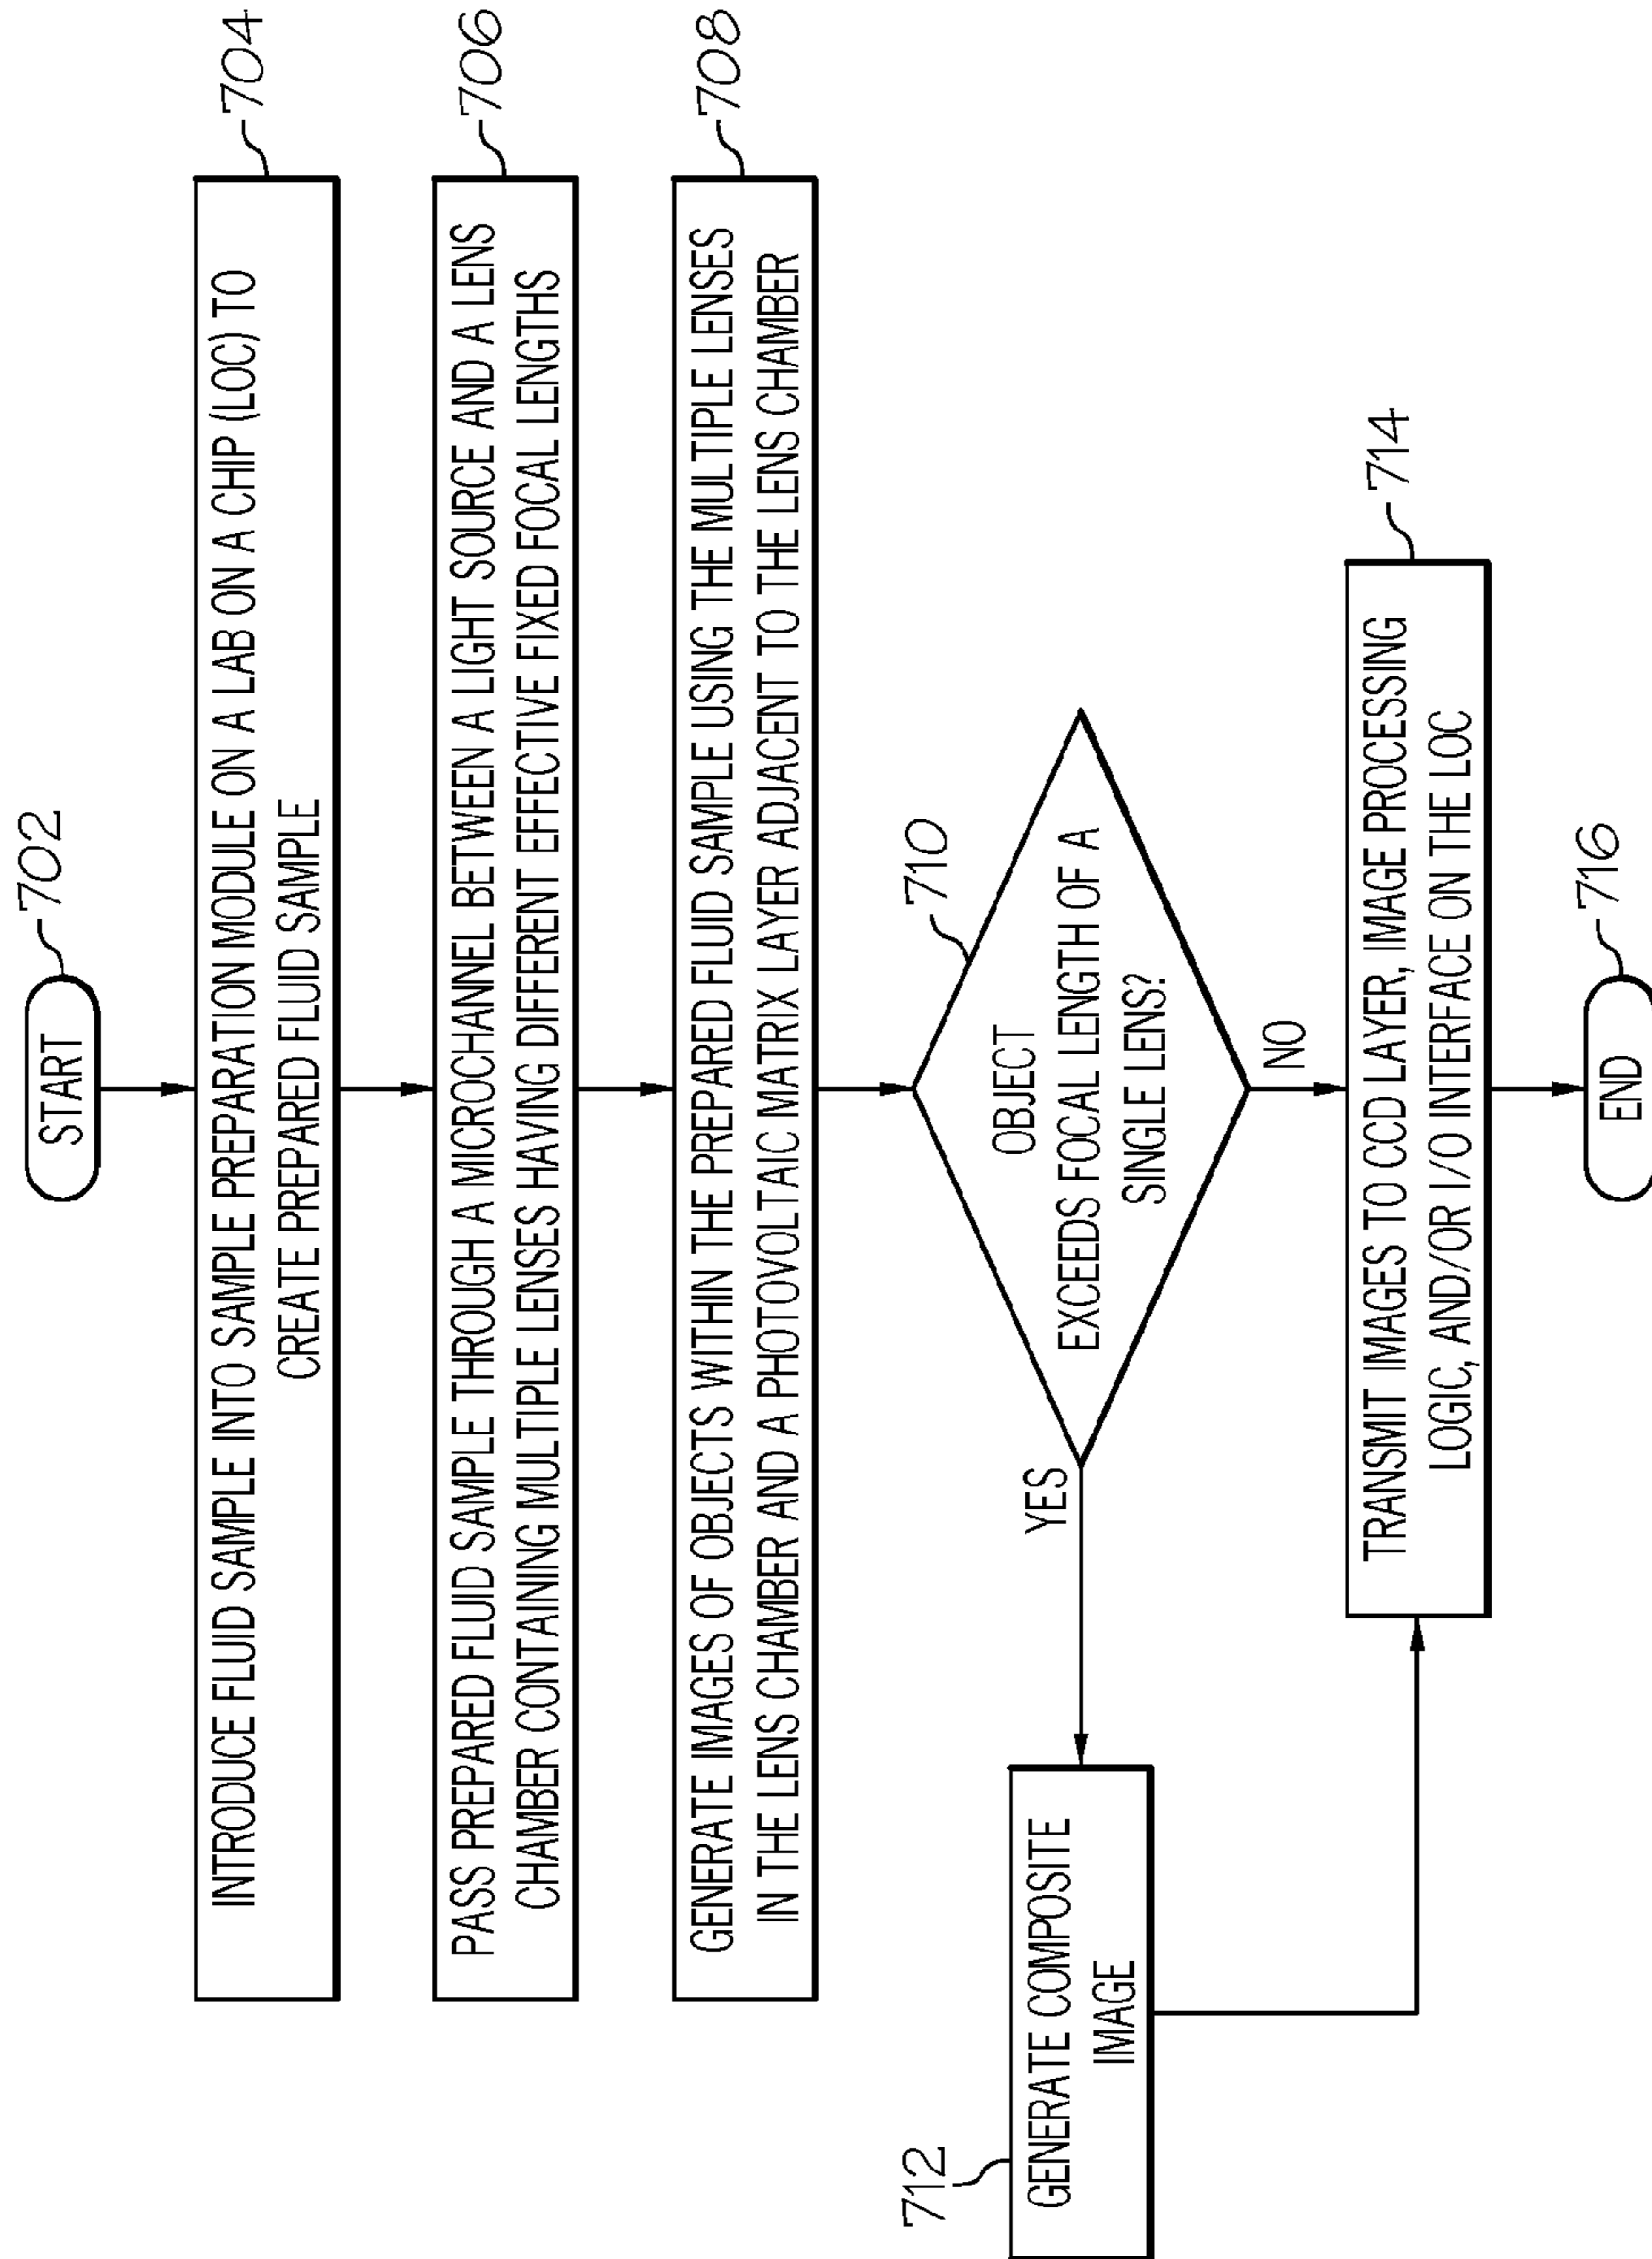 START
702
INTRODUCE FLUID SAMPLE INTO SAMPLE PREPARATION MODULE ON A LAB ON A CHIP (LOC) TO
CREATE PREPARED FLUID SAMPLE
704
PASS PREPARED FLUID SAMPLE THROUGH A MICROCHANNEL BETWEEN A LIGHT SOURCE AND A LENS
CHAMBER CONTAINING MULTIPLE LENSES HAVING DIFFERENT EFFECTIVE FIXED FOCAL LENGTHS
706
GENERATE IMAGES OF OBJECTS WITHIN THE PREPARED FLUID SAMPLE USING THE MULTIPLE LENSES
IN THE LENS CHAMBER AND A PHOTOVOLTAIC MATRIX LAYER ADJACENT TO THE LENS CHAMBER
708
OBJECT
EXCEEDS FOCAL LENGTH OF A
SINGLE LENS?
710
YES
NO
712
GENERATE COMPOSITE
IMAGE
TRANSMIT IMAGES TO CCD LAYER, IMAGE PROCESSING
LOGIC, AND/OR I/O INTERFACE ON THE LOC
714
END
716